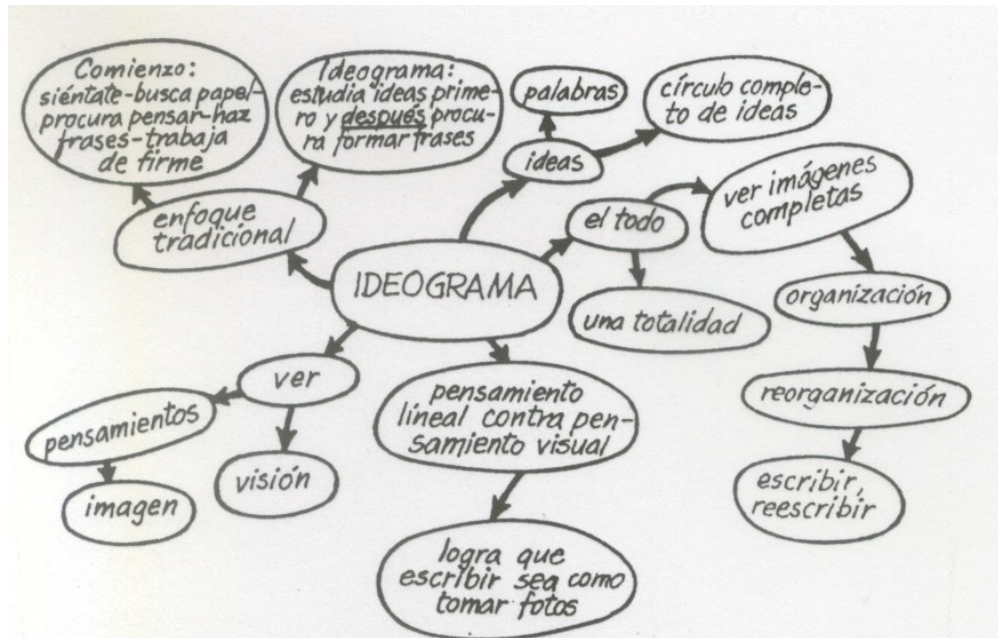 Comienzo:
siéntate-busca papel-
procura pensar-haz
frases-trabaja
de firme
Ideograma:
estudia ideas prime-
ro y después procu-
ra formar frases
enfoque
tradicional
palabras
círculo comple-
to de ideas
ideas
el todo
ver imágenes
completas
IDEOGRAMA
una totalidad
organización
reorganización
escribir,
reescribir
ver
pensamientos
imagen
visión
pensamiento
líneal contra pen-
samiento visual
logra que
escribir sea como
tomar fotos